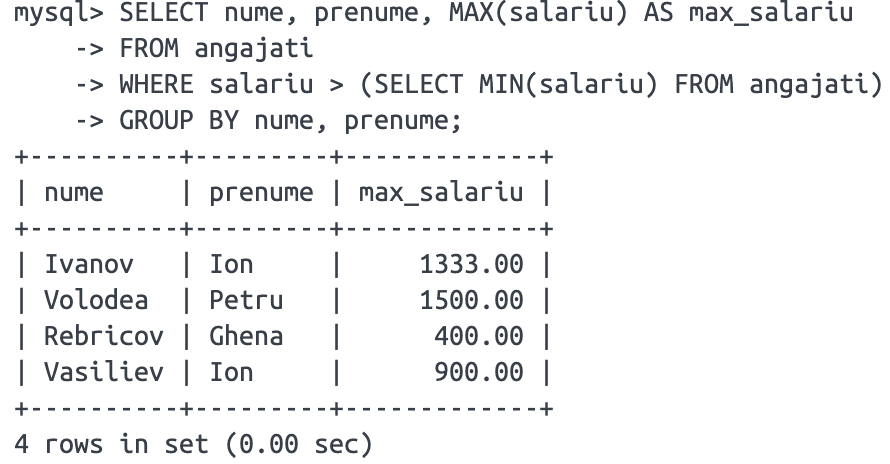 mysql> SELECT nume, prenume, MAX(salariu) AS max_salariu
    -> FROM angajati
    -> WHERE salariu > (SELECT MIN(salariu) FROM angajati)
    -> GROUP BY nume, prenume;
+----------+---------+-------------+
| nume     | prenume | max_salariu |
+----------+---------+-------------+
| Ivanov   | Ion     |     1333.00 |
| Volodea  | Petru   |     1500.00 |
| Rebricov | Ghena   |      400.00 |
| Vasiliev | Ion     |      900.00 |
+----------+---------+-------------+
4 rows in set (0.00 sec)